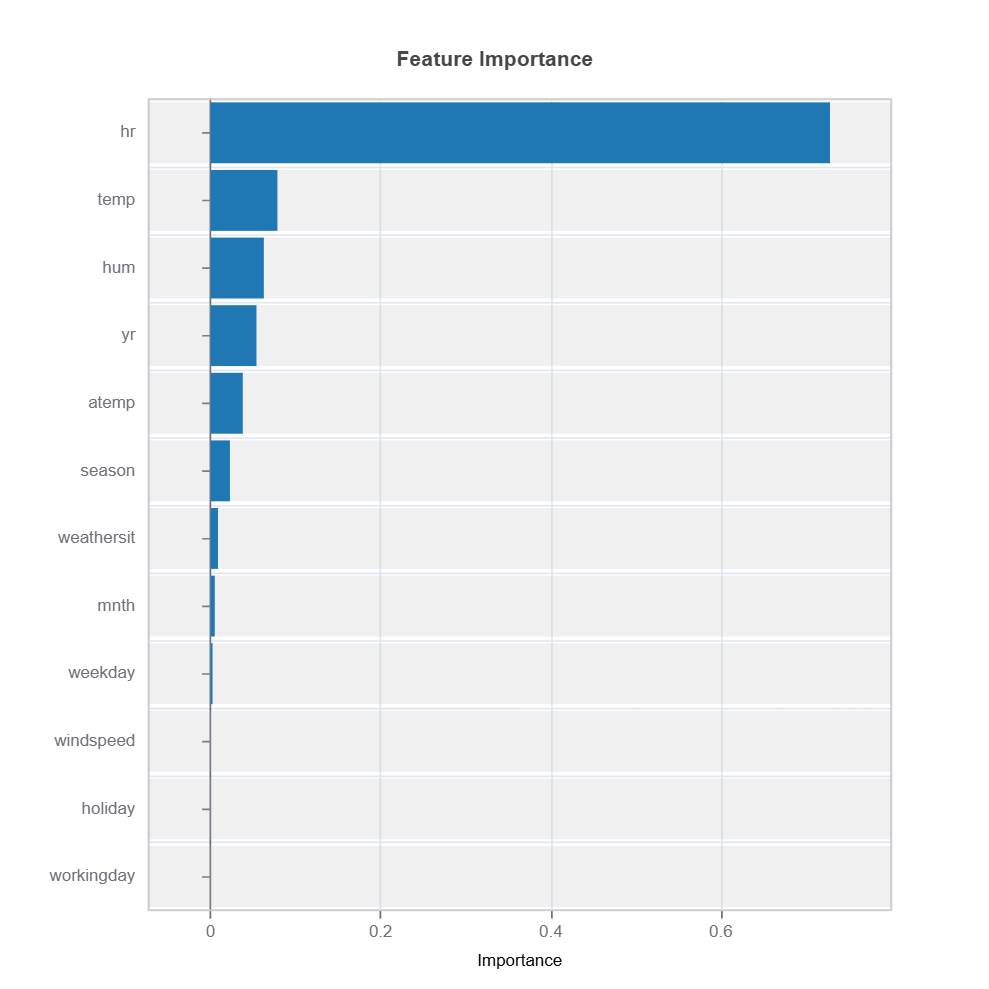 Feature Importance
hr
temp
hum
yr
atemp
season
weathersit
mnth
weekday
windspeed
holiday
workingday
0 0.2 0.4 0.6
Importance